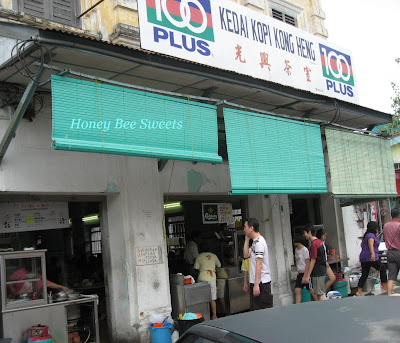 100
PLUS
KEDAI KOPI KONG HENG
光興茶室
100
PLUS
Honey Bee Sweets